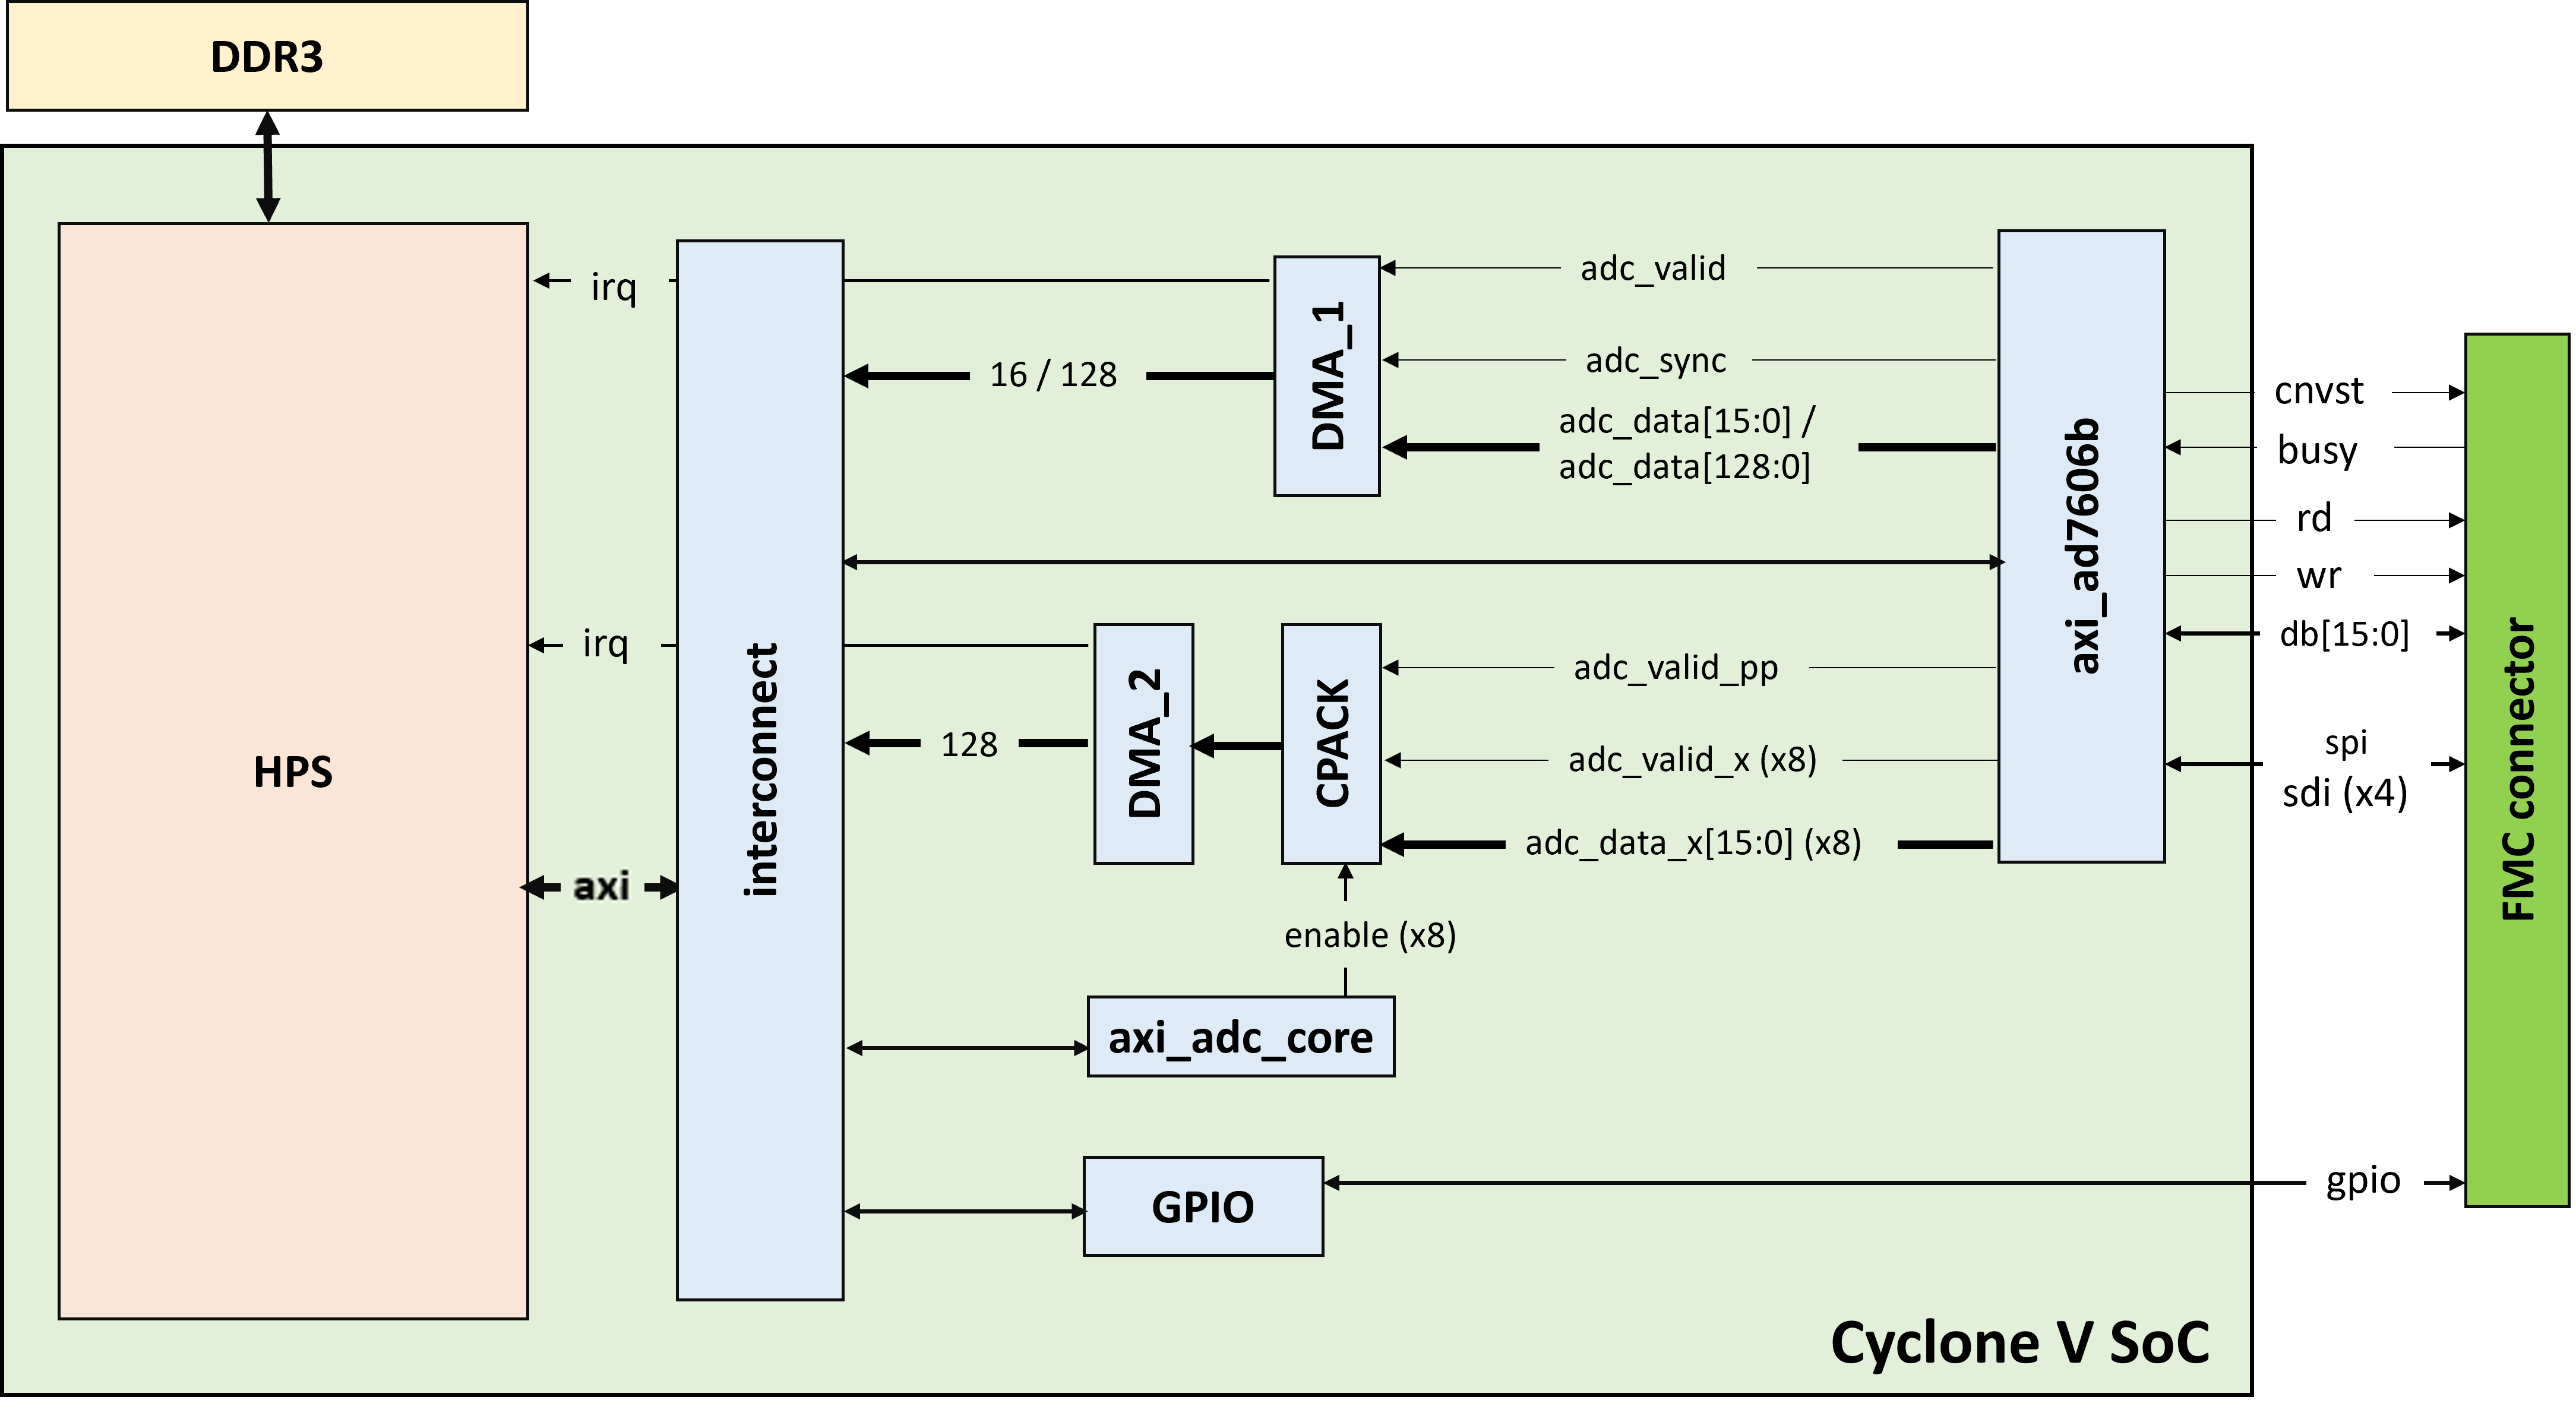 DDR3
HPS
irq
irq
axi
interconnect
16 / 128
128
DMA_1
DMA_2
CPACK
adc_valid
adc_sync
adc_data[15:0] /
adc_data[128:0]
adc_valid_pp
adc_valid_x (x8)
adc_data_x[15:0] (x8)
enable (x8)
axi_adc_core
GPIO
axi_ad7606b
cnvst
busy
rd
wr
db[15:0]
spi
sdi (x4)
gpio
FMC connector
Cyclone V SoC